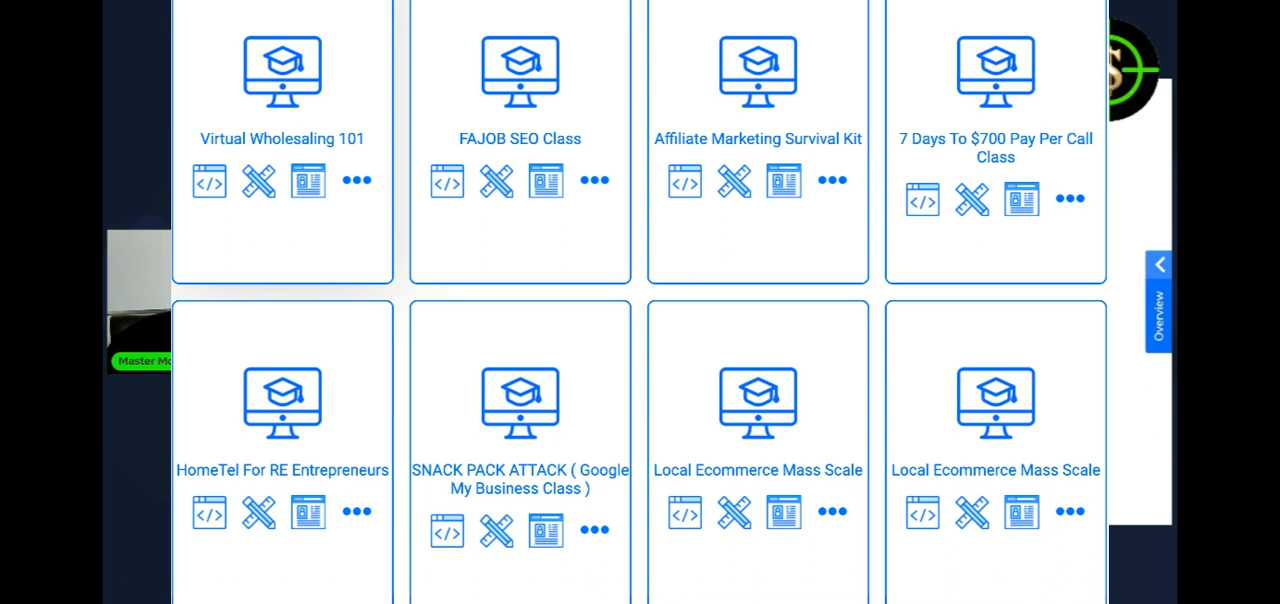 Virtual Wholesaling 101
FAJOB SEO Class
Affiliate Marketing Survival Kit
7 Days To $700 Pay Per Call
Class
Overview
Master Mo
HomeTel For RE Entrepreneurs
SNACK PACK ATTACK ( Google
My Business Class )
Local Ecommerce Mass Scale
Local Ecommerce Mass Scale